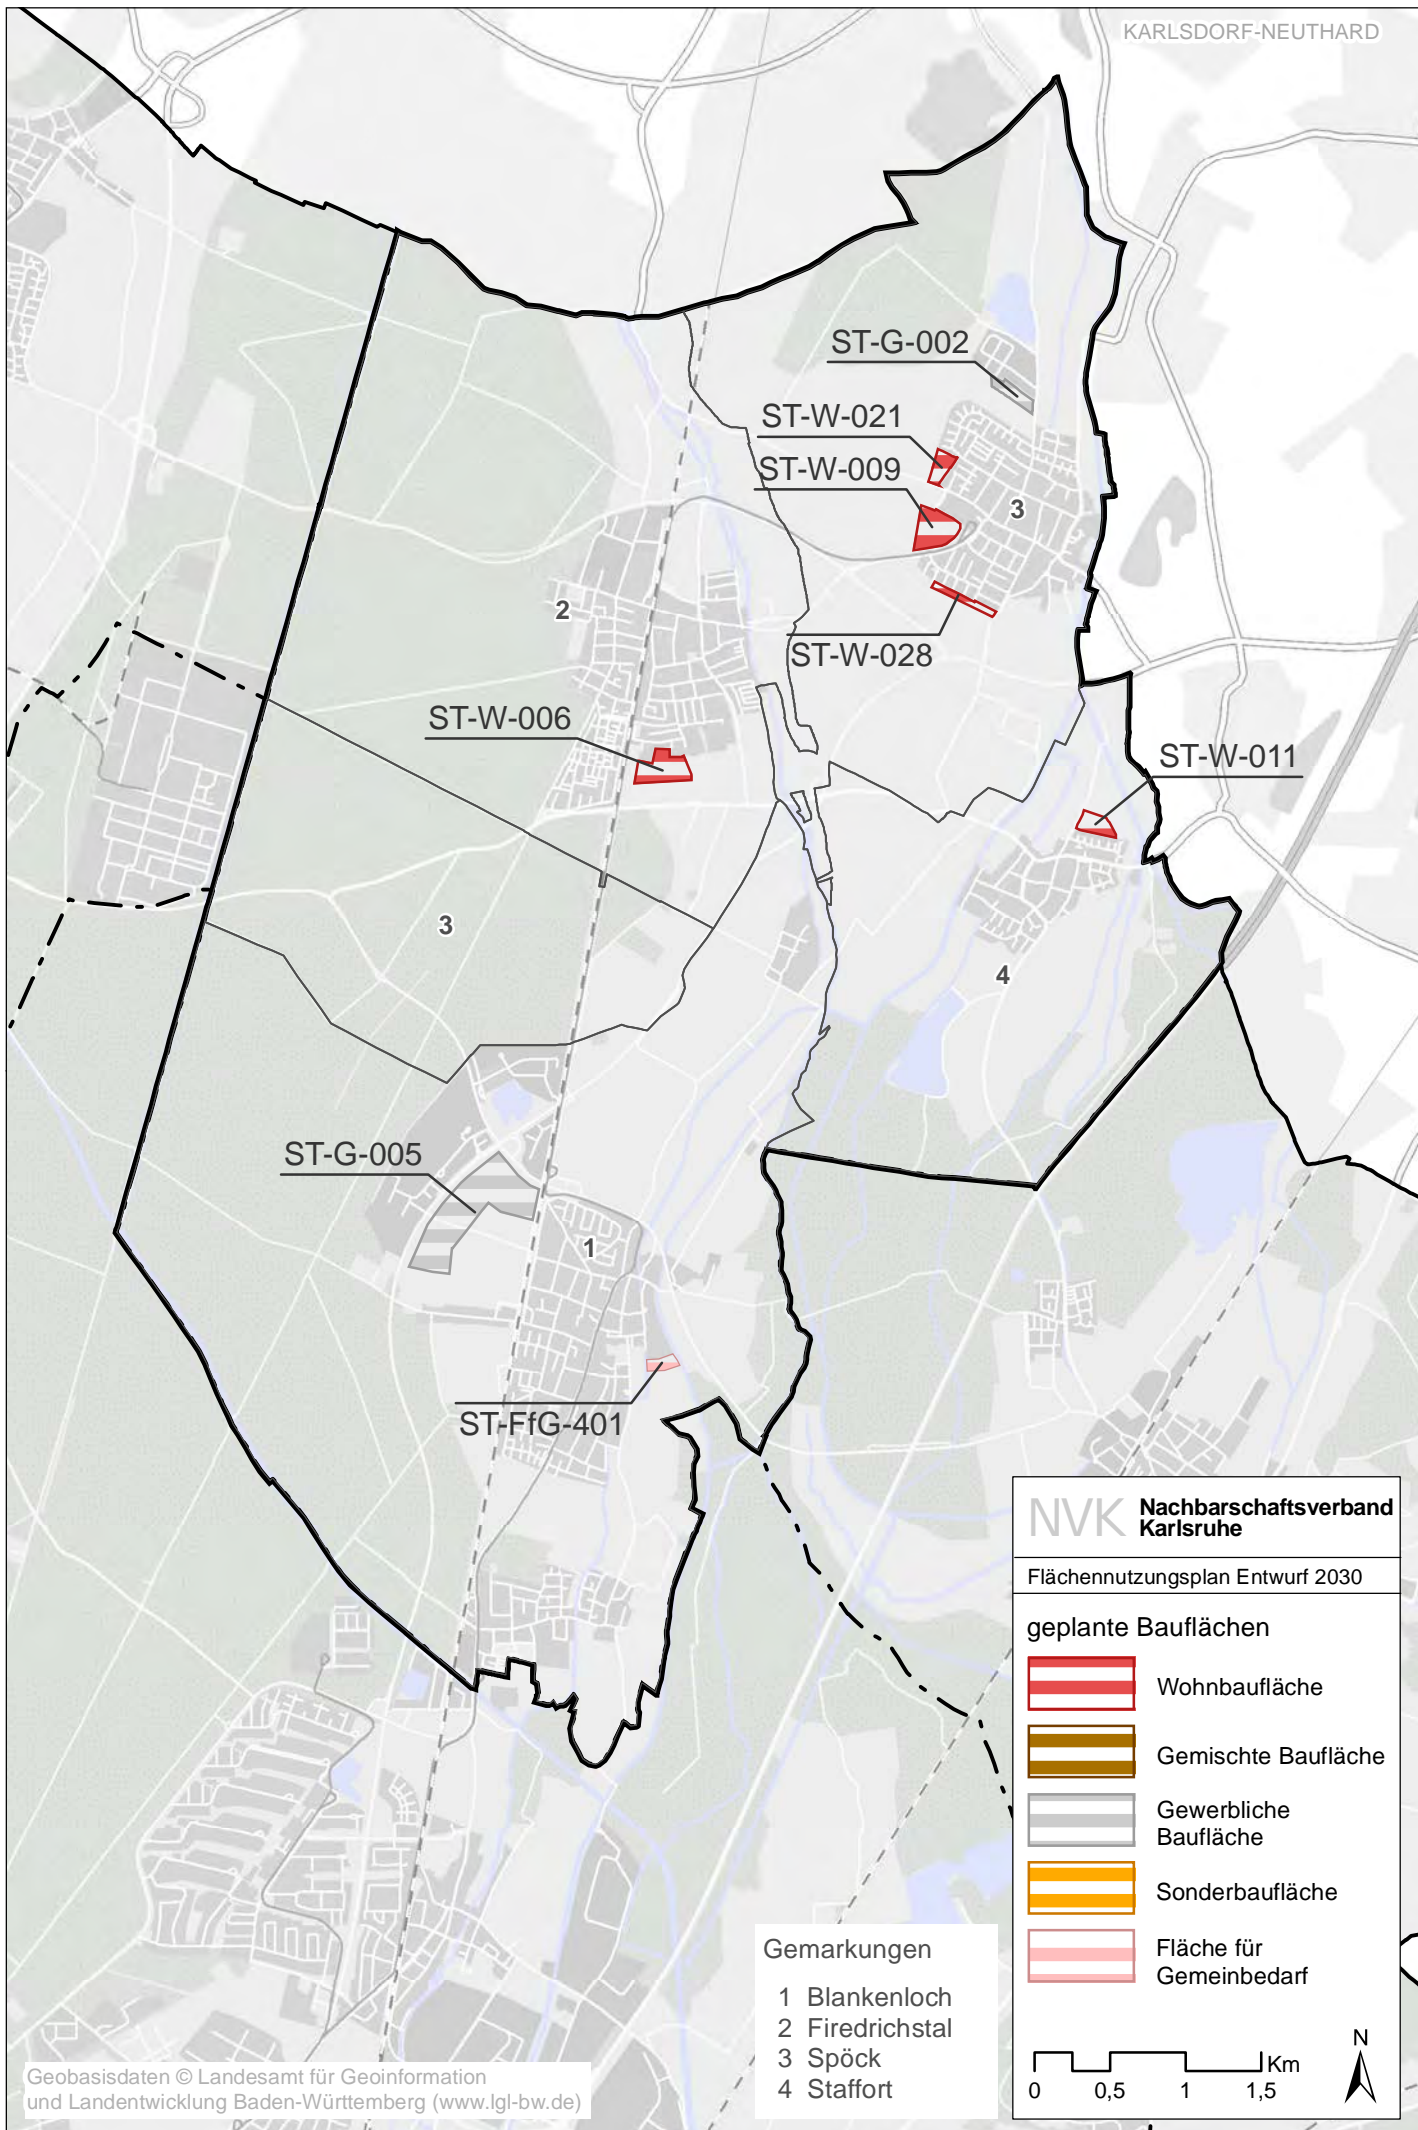 KARLSDORF-NEUTHARD
ST-G-002
ST-W-021
ST-W-009
3
2
ST-W-028
ST-W-006
ST-W-011
3
4
ST-G-005
1
ST-FfG-401
NVK Nachbarschaftsverband
Karlsruhe
Flächennutzungsplan Entwurf 2030
geplante Bauflächen
Wohnbaufläche
Gemischte Baufläche
Gewerbliche
Baufläche
Sonderbaufläche
Fläche für
Gemeinbedarf
N
Km
0 0,5 1 1,5
Gemarkungen
1 Blankenloch
2 Firedrichstal
3 Spöck
4 Staffort
Geobasisdaten © Landesamt für Geoinformation
und Landentwicklung Baden-Württemberg (www.lgl-bw.de)